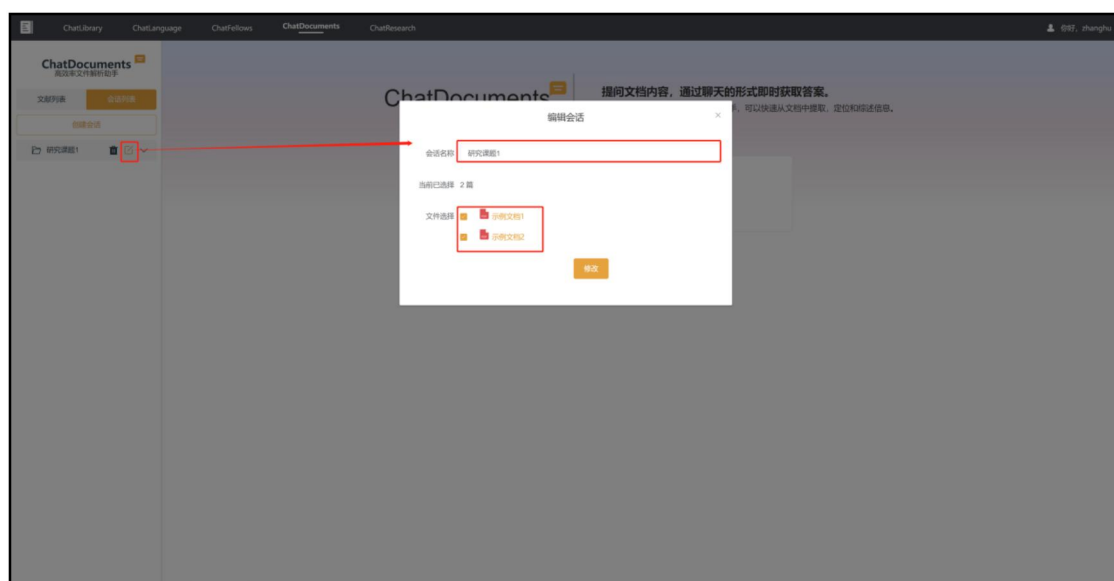 ChatLibrary ChatLanguage ChatFellows ChatDocuments ChatResearch 你好，zhanghu
ChatDocuments
高效率文件解析助手
文献列表 会话列表
创建会话
研究课题1
ChatDocuments
提问文档内容，通过聊天的形式即时获取答案。
可以快速从文档中提取、定位和综述信息。
编辑会话 ×
会话名称 研究课题1
当前已选择 2 篇
文件选择 示例文档1
示例文档2
修改